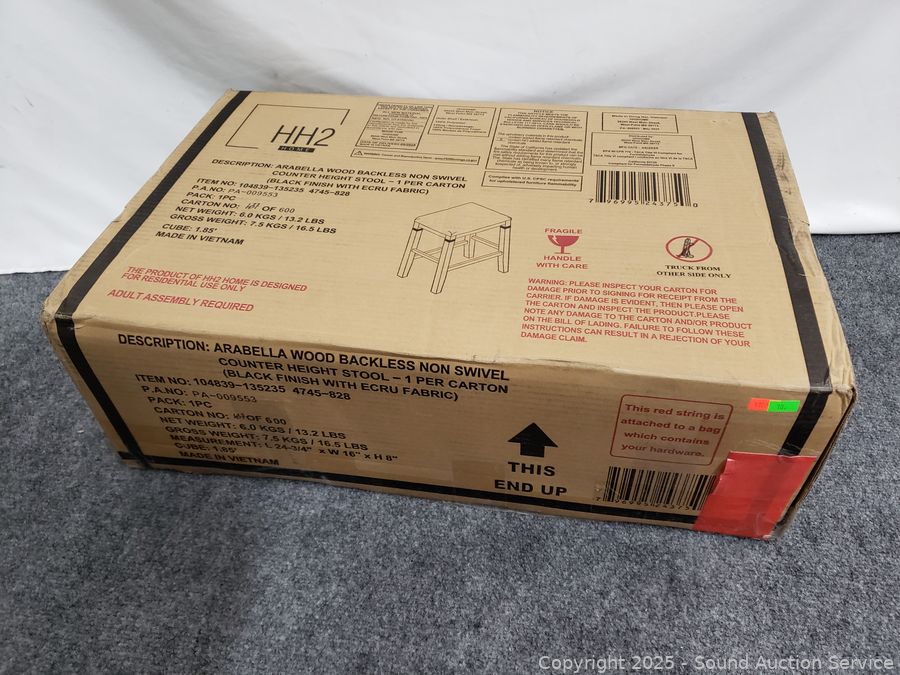 HH2
HOME
NOTICE
DESCRIPTION: ARABELLA WOOD BACKLESS NON SWIVEL
COUNTER HEIGHT STOOL – 1 PER CARTON
(BLACK FINISH WITH ECRU FABRIC)
ITEM NO: 104839–135235 4745–828
P.A.NO: PA–009553
PACK: 1PC
CARTON NO: OF 600
NET WEIGHT: 6.0 KGS / 13.2 LBS
GROSS WEIGHT: 7.5 KGS / 16.5 LBS
CUBE: 1.85'
MADE IN VIETNAM
Complies with U.S. CPSC requirements
for upholstered furniture flammability
THE PRODUCT OF HH2 HOME IS DESIGNED
FOR RESIDENTIAL USE ONLY
ADULT ASSEMBLY REQUIRED
FRAGILE
HANDLE
WITH CARE
TRUCK FROM
OTHER SIDE ONLY
WARNING: PLEASE INSPECT YOUR CARTON FOR
DAMAGE PRIOR TO SIGNING FOR RECEIPT FROM THE
CARRIER. IF DAMAGE IS EVIDENT, THEN PLEASE OPEN
THE CARTON AND INSPECT THE PRODUCT.PLEASE
NOTE ANY DAMAGE TO THE CARTON AND/OR PRODUCT
ON THE BILL OF LADING. FAILURE TO FOLLOW THESE
INSTRUCTIONS CAN RESULT IN A REJECTION OF YOUR
DAMAGE CLAIM.
DESCRIPTION: ARABELLA WOOD BACKLESS NON SWIVEL
COUNTER HEIGHT STOOL – 1 PER CARTON
(BLACK FINISH WITH ECRU FABRIC)
ITEM NO: 104839–135235 4745–828
P.A.NO: PA–009553
PACK: 1PC
CARTON NO: OF 600
NET WEIGHT: 6.0 KGS / 13.2 LBS
GROSS WEIGHT: 7.5 KGS / 16.5 LBS
MEASUREMENT: L 24-3/4" x W 16" x H 8"
CUBE: 1.85'
MADE IN VIETNAM
THIS
END UP
This red string is
attached to a bag
which contains
your hardware.
Copyright 2025 - Sound Auction Service